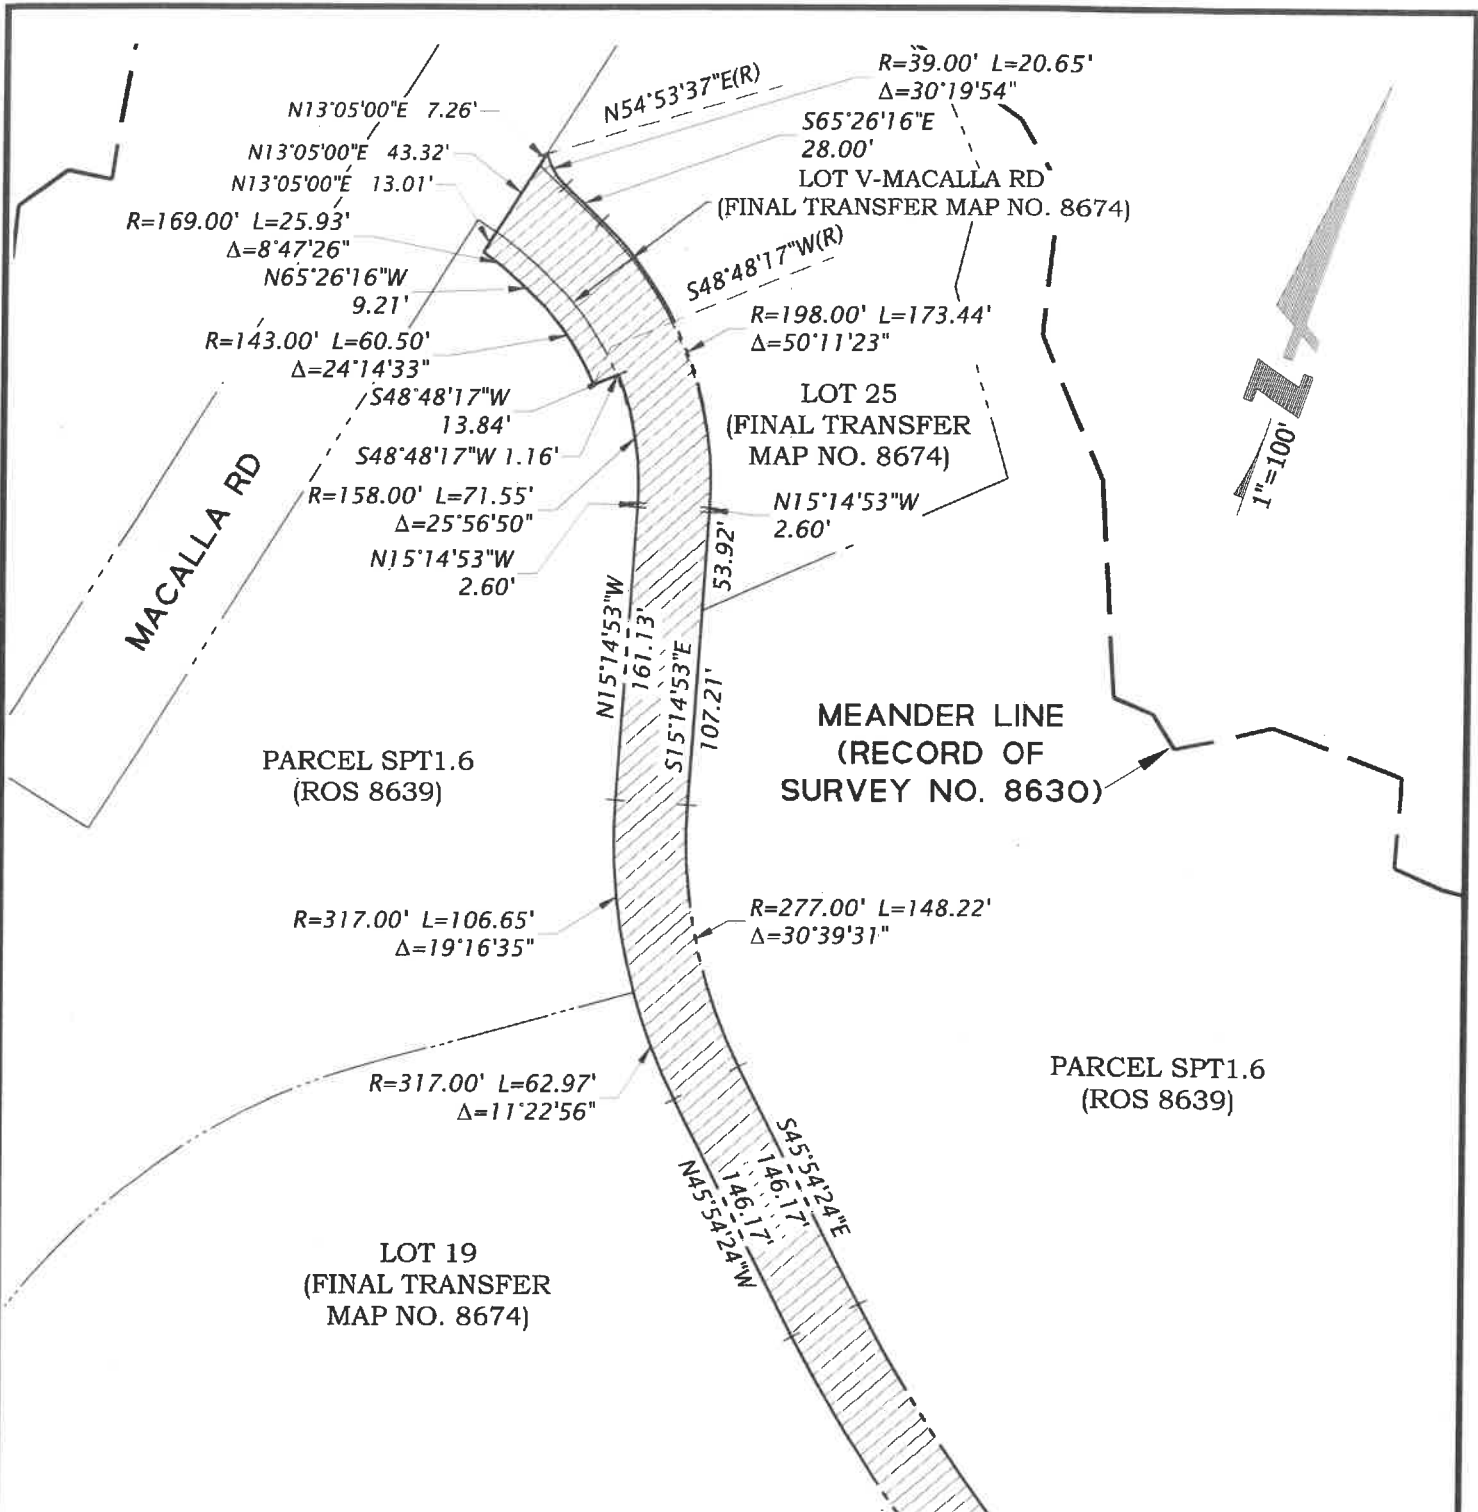 N13°05'00"E 7.26'
N13°05'00"E 43.32'
N13°05'00"E 13.01'
R=169.00' L=25.93'
Δ=8°47'26"
N65°26'16"W
9.21'
R=143.00' L=60.50'
Δ=24°14'33"
S48°48'17"W
13.84'
S48°48'17"W 1.16'
R=158.00' L=71.55'
Δ=25°56'50"
N15°14'53"W
2.60'
N54°53'37"E(R)
R=39.00' L=20.65'
Δ=30°19'54"
S65°26'16"E
28.00'
LOT V-MACALLA RD
(FINAL TRANSFER MAP NO. 8674)
S48°48'17"W(R)
R=198.00' L=173.44'
Δ=50°11'23"
LOT 25
(FINAL TRANSFER
MAP NO. 8674)
N15°14'53"W
2.60'
Z
1"=100'
MACALLA RD
N15°14'53"W
161.13'
53.92'
S15°14'53"E
107.21'
PARCEL SPT1.6
(ROS 8639)
MEANDER LINE
(RECORD OF
SURVEY NO. 8630)
R=317.00' L=106.65'
Δ=19°16'35"
R=277.00' L=148.22'
Δ=30°39'31"
R=317.00' L=62.97'
Δ=11°22'56"
PARCEL SPT1.6
(ROS 8639)
S45°54'24"E
146.17'
146.17'
N45°54'24"W
LOT 19
(FINAL TRANSFER
MAP NO. 8674)